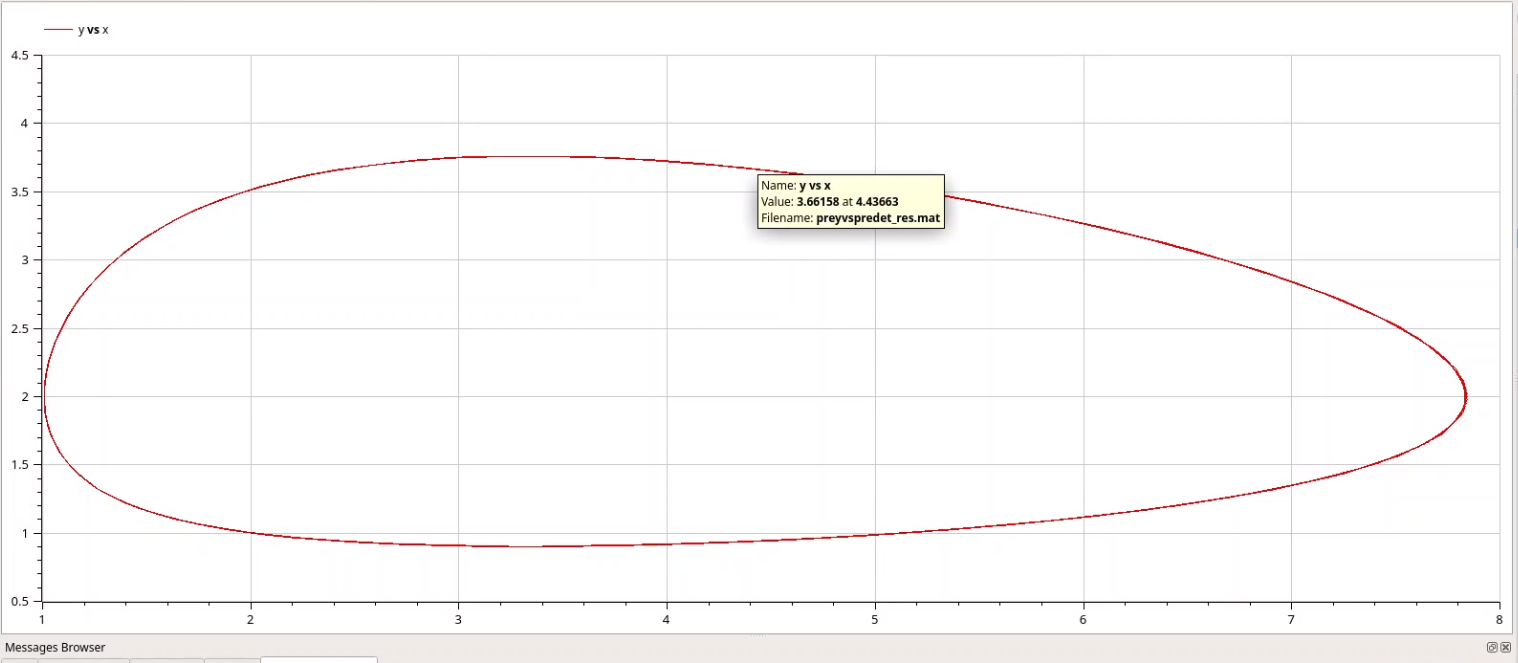 y vs x
4.5
4
3.5
3
2.5
2
1.5
1
0.5
1 2 3 4 5 6 7 8
Name: y vs x
Value: 3.66158 at 4.43663
Filename: preyvspredet_res.mat
Messages Browser